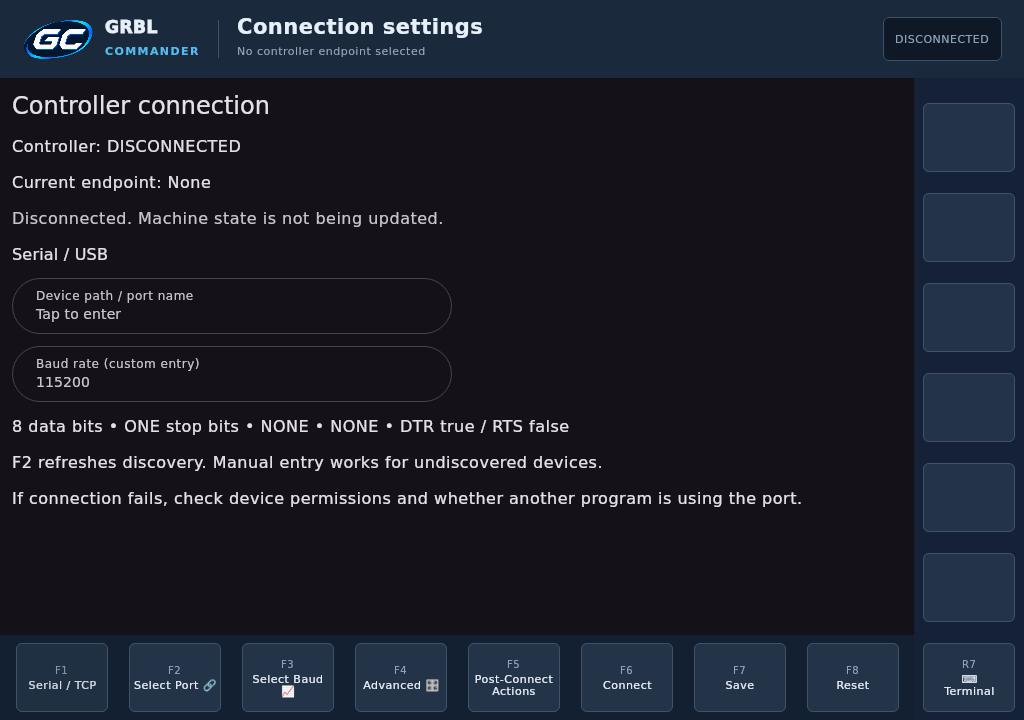 GC
GRBL
COMMANDER
Connection settings
No controller endpoint selected
DISCONNECTED
Controller connection
Controller: DISCONNECTED
Current endpoint: None
Disconnected. Machine state is not being updated.
Serial / USB
Device path / port name
Tap to enter
Baud rate (custom entry)
115200
8 data bits • ONE stop bits • NONE • NONE • DTR true / RTS false
F2 refreshes discovery. Manual entry works for undiscovered devices.
If connection fails, check device permissions and whether another program is using the port.
F1
Serial / TCP
F2
Select Port 🔗
F3
Select Baud
📈
F4
Advanced 🎛
F5
Post-Connect
Actions
F6
Connect
F7
Save
F8
Reset
R7
⌨
Terminal